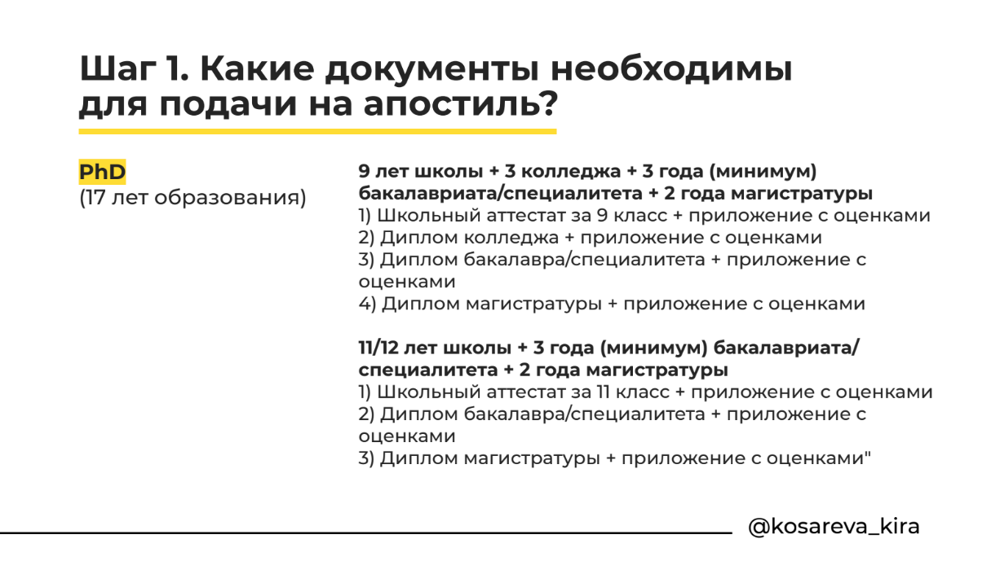 Шаг 1. Какие документы необходимы
для подачи на апостиль?
PhD
(17 лет образования)
9 лет школы + 3 колледжа + 3 года (минимум)
бакалавриата/специалитета + 2 года магистратуры
1) Школьный аттестат за 9 класс + приложение с оценками
2) Диплом колледжа + приложение с оценками
3) Диплом бакалавра/специалитета + приложение с
оценками
4) Диплом магистратуры + приложение с оценками
11/12 лет школы + 3 года (минимум) бакалавриата/
специалитета + 2 года магистратуры
1) Школьный аттестат за 11 класс + приложение с оценками
2) Диплом бакалавра/специалитета + приложение с
оценками
3) Диплом магистратуры + приложение с оценками"
@kosareva_kira